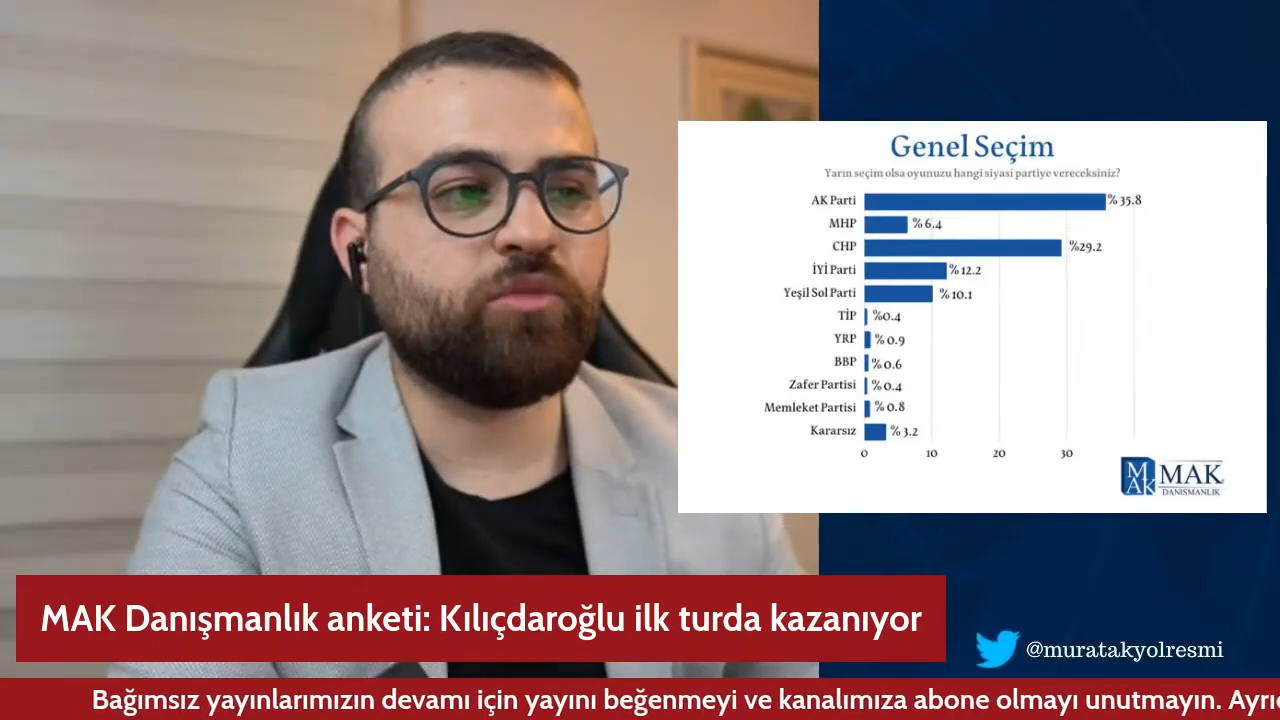 Genel Seçim
Yarın seçim olsa oyunuzu hangi siyasi partiye vereceksiniz?
AK Parti % 35.8
MHP % 6.4
CHP %29.2
İYİ Parti % 12.2
Yeşil Sol Parti % 10.1
TİP %0.4
YRP % 0.9
BBP % 0.6
Zafer Partisi % 0.4
Memleket Partisi % 0.8
Kararsız % 3.2
0 10 20 30
MAK MAK
DANIŞMANLIK
MAK Danışmanlık anketi: Kılıçdaroğlu ilk turda kazanıyor
@muratakyolresmi
Bağımsız yayınlarımızın devamı için yayını beğenmeyi ve kanalımıza abone olmayı unutmayın. Ayrıc